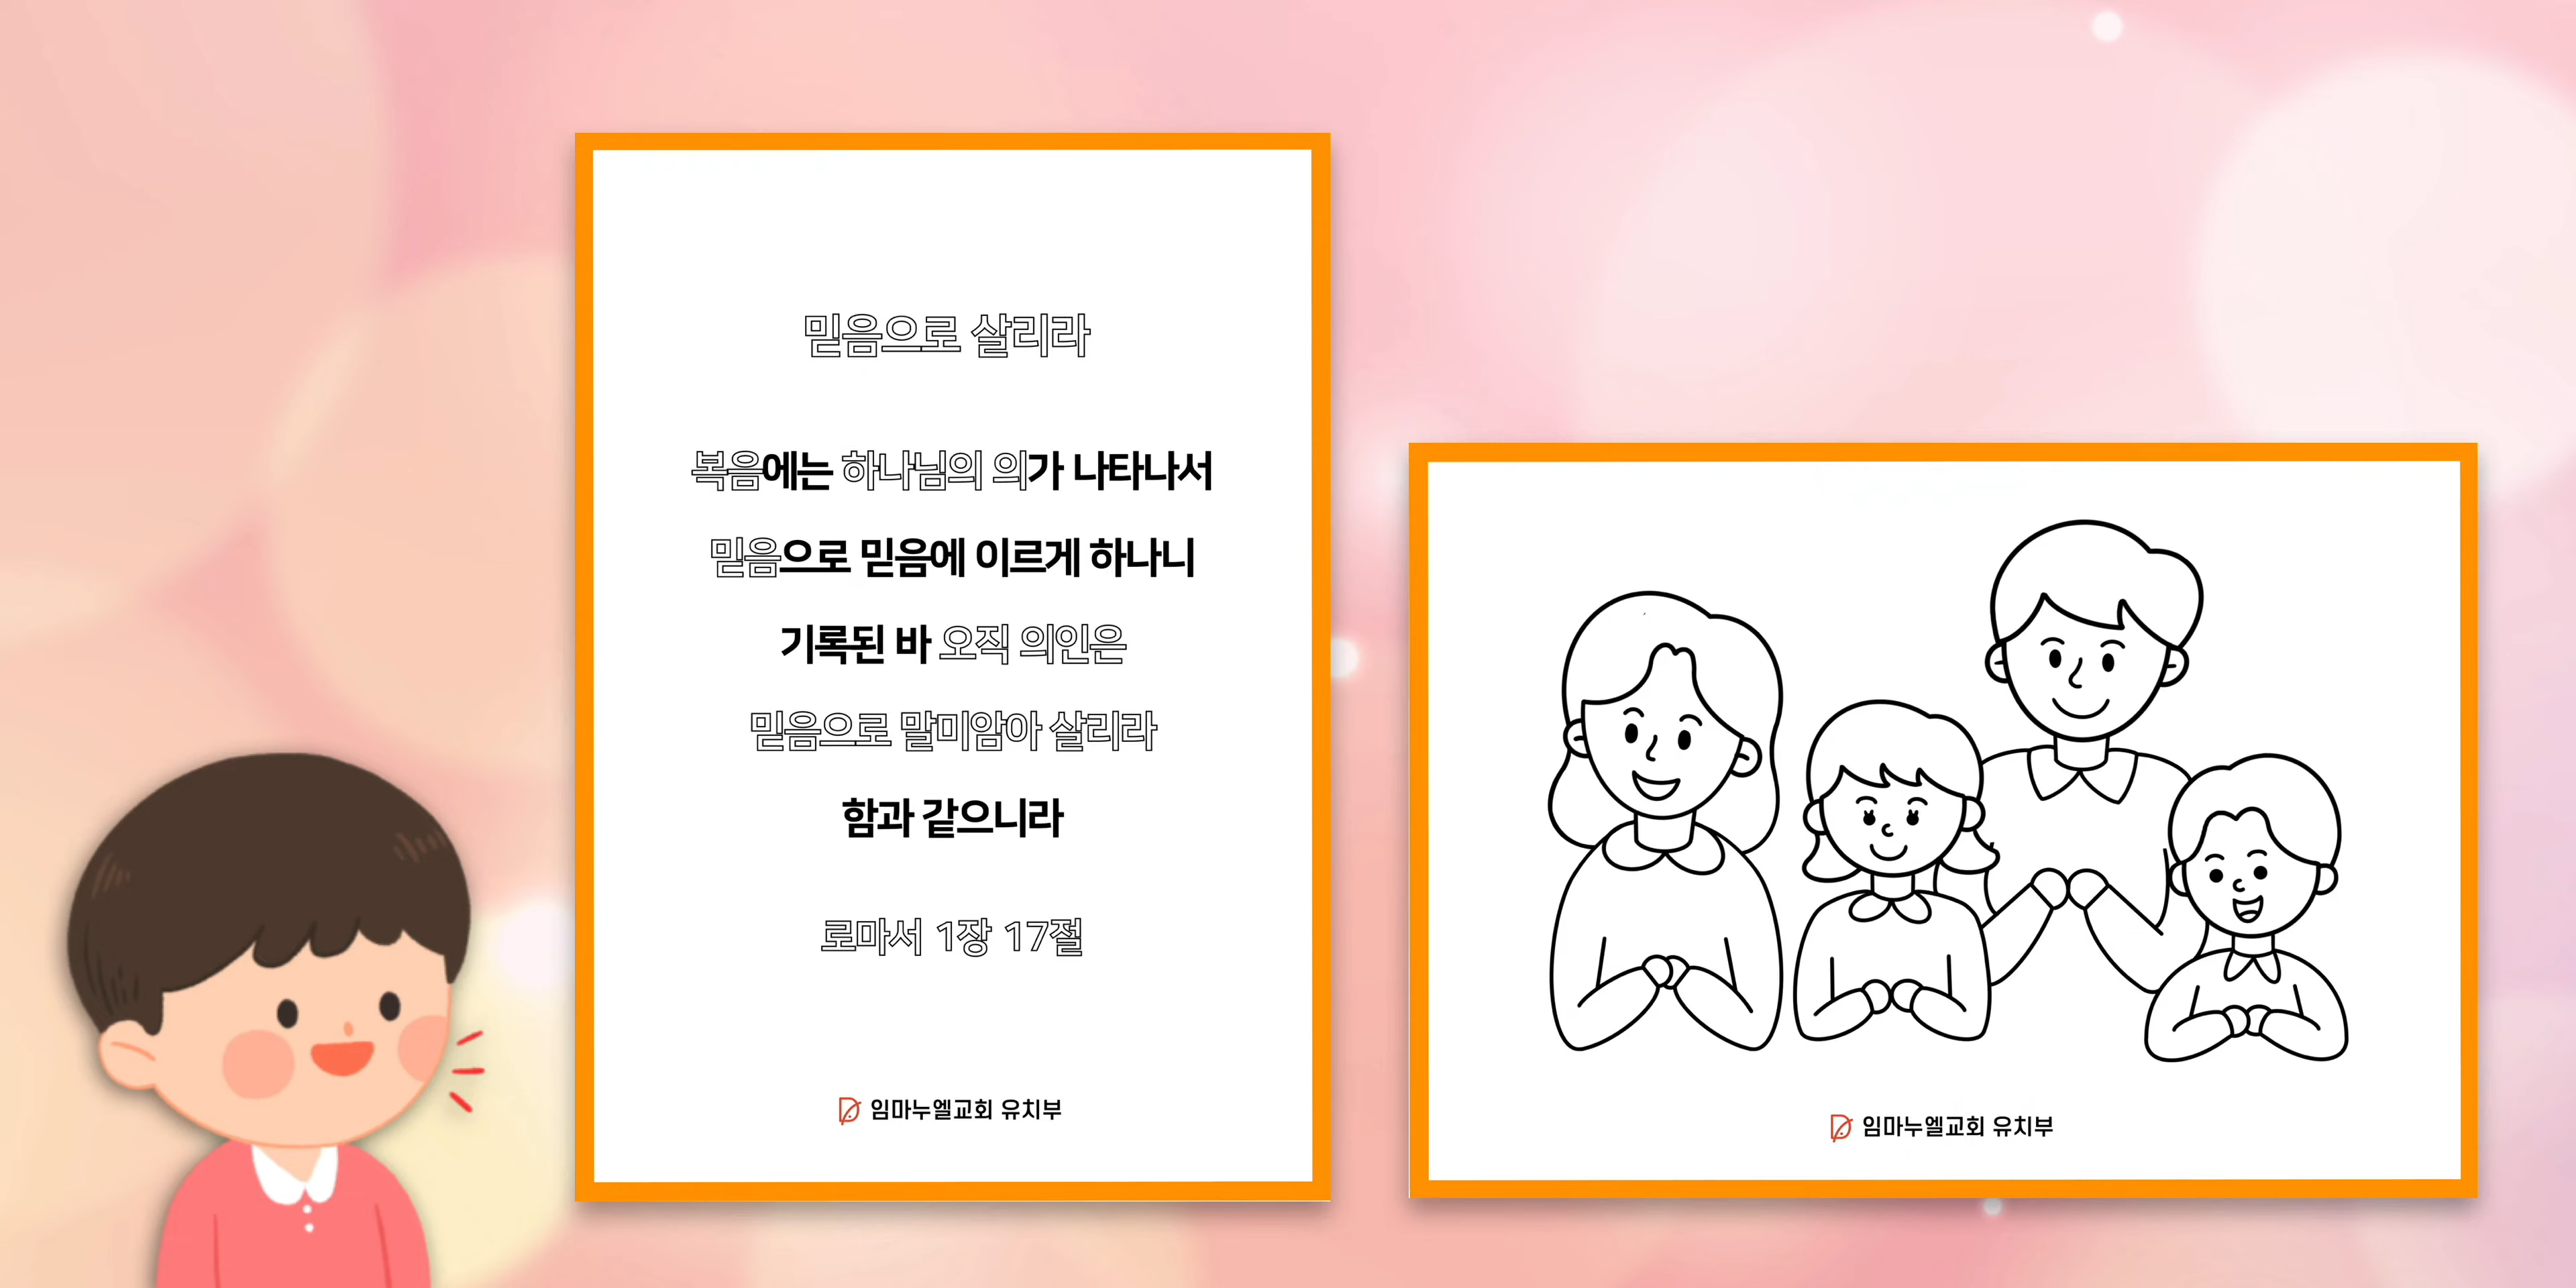 믿음으로 살리라
복음에는 하나님의 의가 나타나서
믿음으로 믿음에 이르게 하나니
기록된 바 오직 의인은
믿음으로 말미암아 살리라
함과 같으니라
로마서 1장 17절
임마누엘교회 유치부
임마누엘교회 유치부